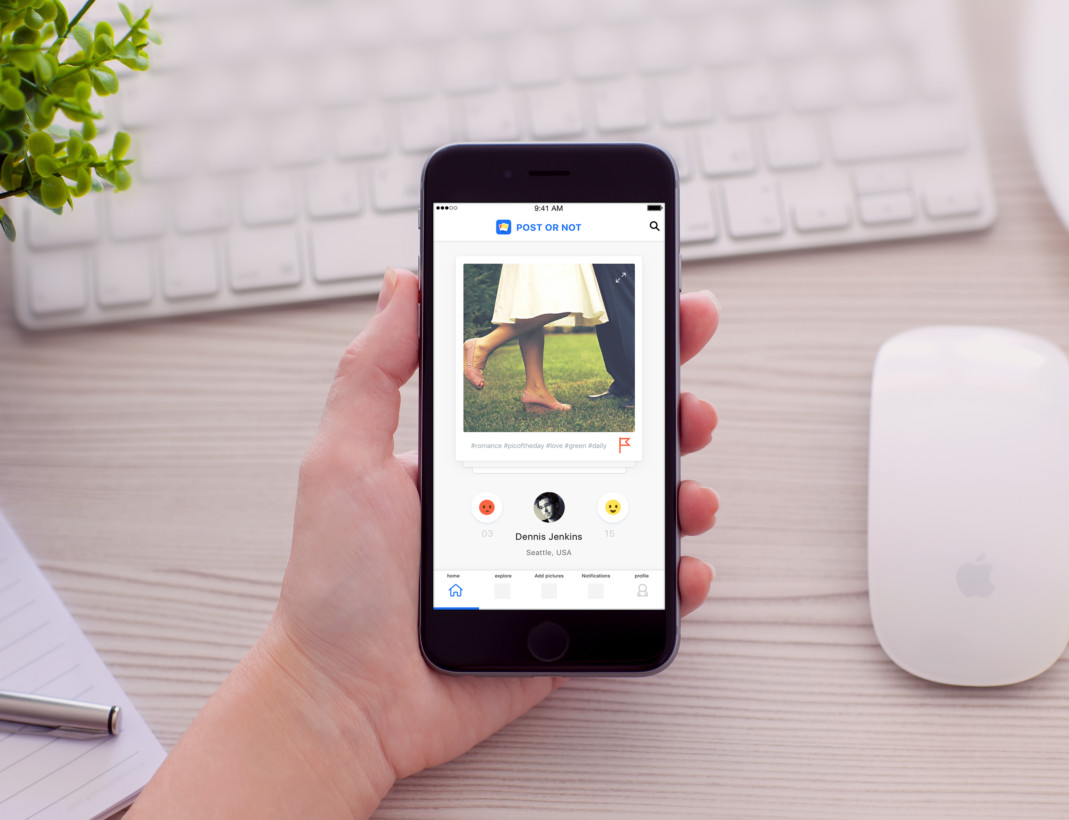 9:41 AM
POST OR NOT
#romance #picoftheday #love #green #daily
03
15
Dennis Jenkins
Seattle, USA
home explore Add pictures Notifications profile